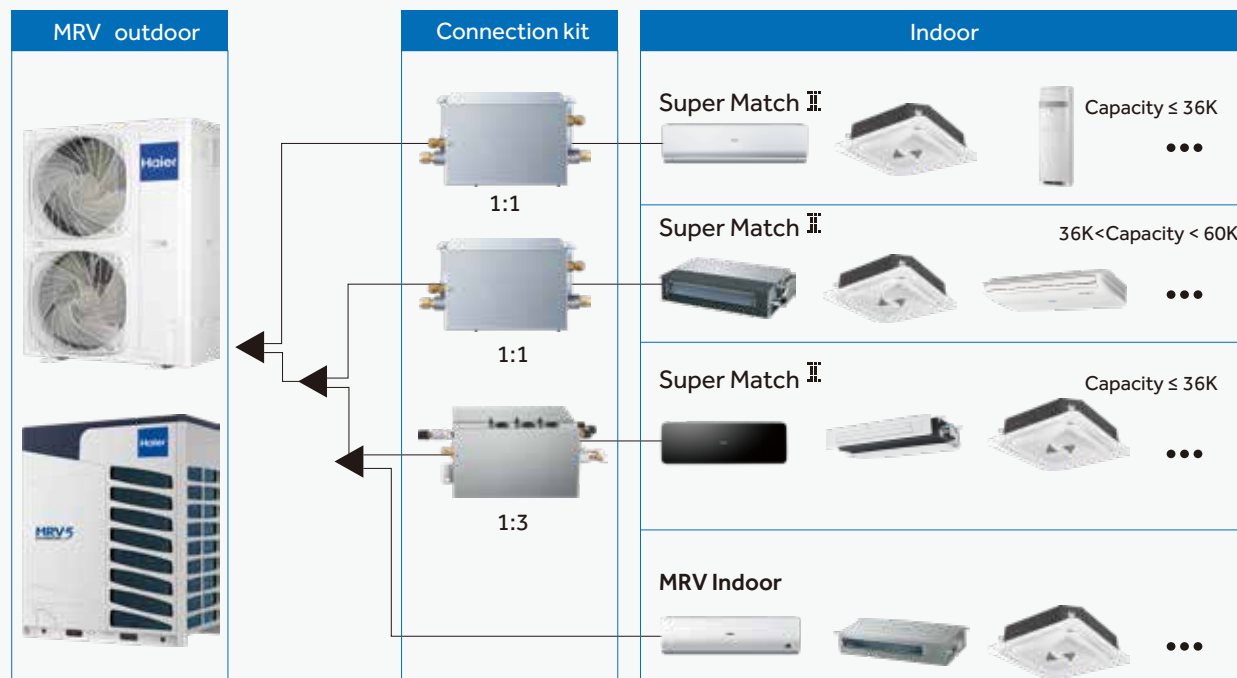 MRV outdoor
Connection kit
Indoor
Haier
Haier
MRV5
1:1
1:1
1:3
Super Match II
Capacity ≤ 36K
•••
Super Match II
36K<Capacity < 60K
•••
Super Match II
Capacity ≤ 36K
•••
MRV Indoor
•••